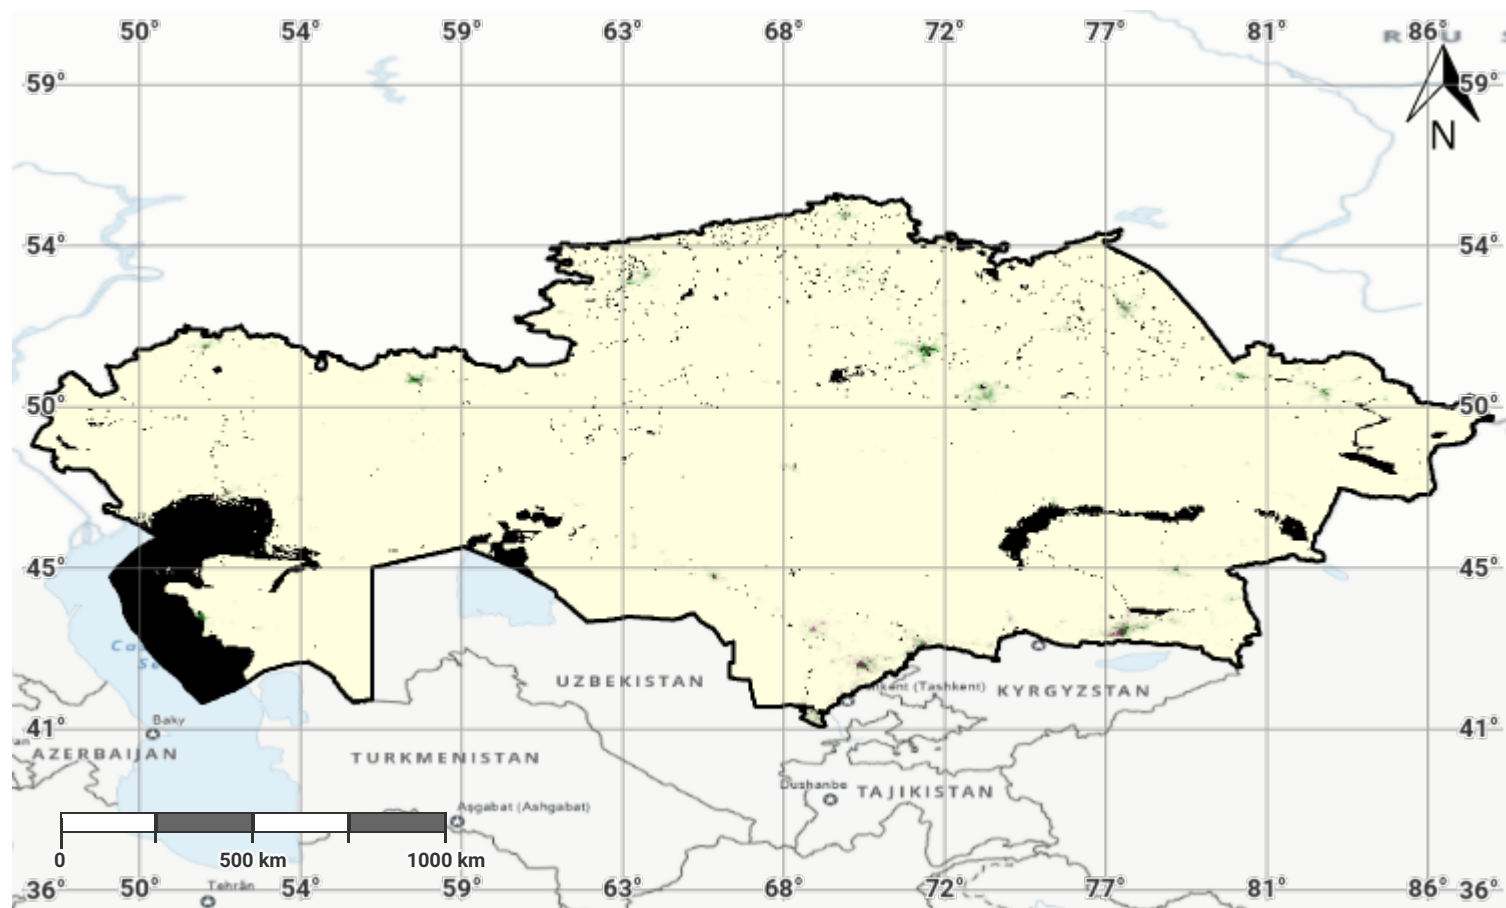 50° 54° 59° 63° 68° 72° 77° 81° 86°
R U S
59° 59°
N
54° 54°
50° 50°
45° 45°
UZBEKISTAN
(Tashkent) KYRGYZSTAN
Baky
41° 41°
AZERBAIJAN
TURKMENISTAN
Dushanbe
TAJIKISTAN
Aşgabat (Ashgabat)
0 500 km 1000 km
Tehrān
36° 50° 54° 59° 63° 68° 72° 77° 81° 86° 36°